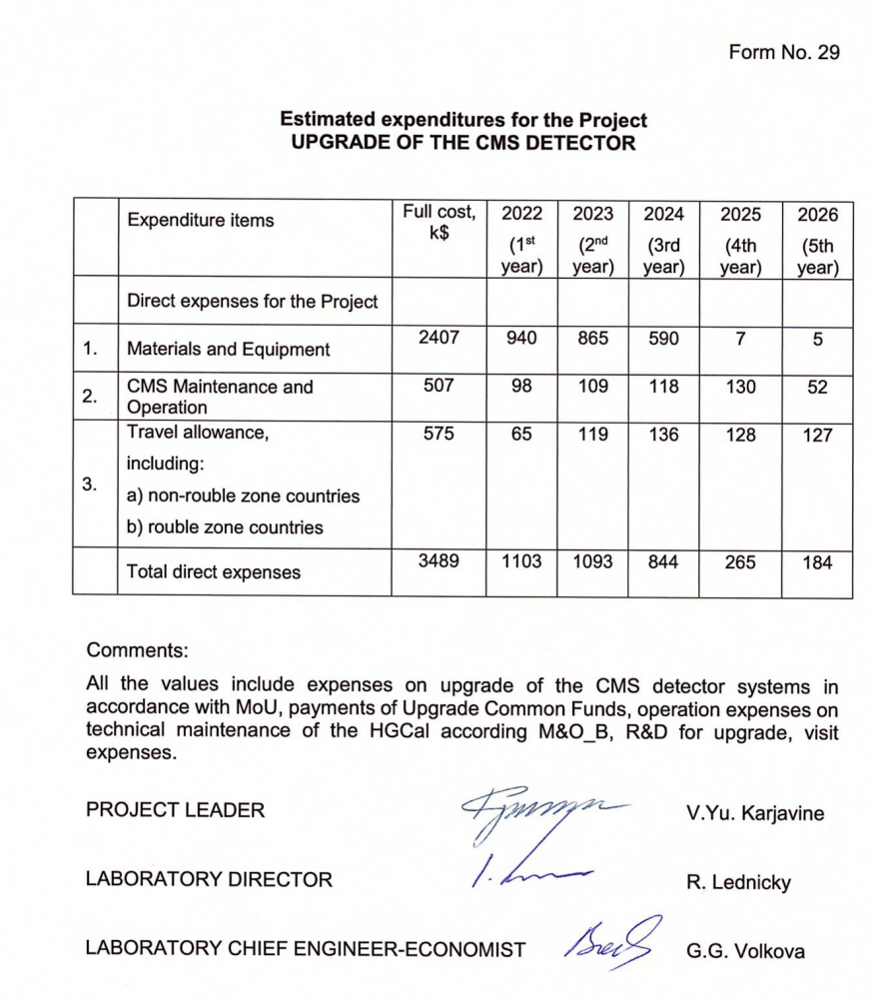 Form No. 29
Estimated expenditures for the Project
UPGRADE OF THE CMS DETECTOR
Expenditure items Full cost, k$ 2022 (1st year) 2023 (2nd year) 2024 (3rd year) 2025 (4th year) 2026 (5th year)
Direct expenses for the Project
1. Materials and Equipment 2407 940 865 590 7 5
2. CMS Maintenance and Operation 507 98 109 118 130 52
3. Travel allowance, 575 65 119 136 128 127
including:
a) non-rouble zone countries
b) rouble zone countries
Total direct expenses 3489 1103 1093 844 265 184
Comments:
All the values include expenses on upgrade of the CMS detector systems in
accordance with MoU, payments of Upgrade Common Funds, operation expenses on
technical maintenance of the HGCal according M&O_B, R&D for upgrade, visit
expenses.
PROJECT LEADER V.Yu. Karjavine
LABORATORY DIRECTOR R. Lednicky
LABORATORY CHIEF ENGINEER-ECONOMIST G.G. Volkova